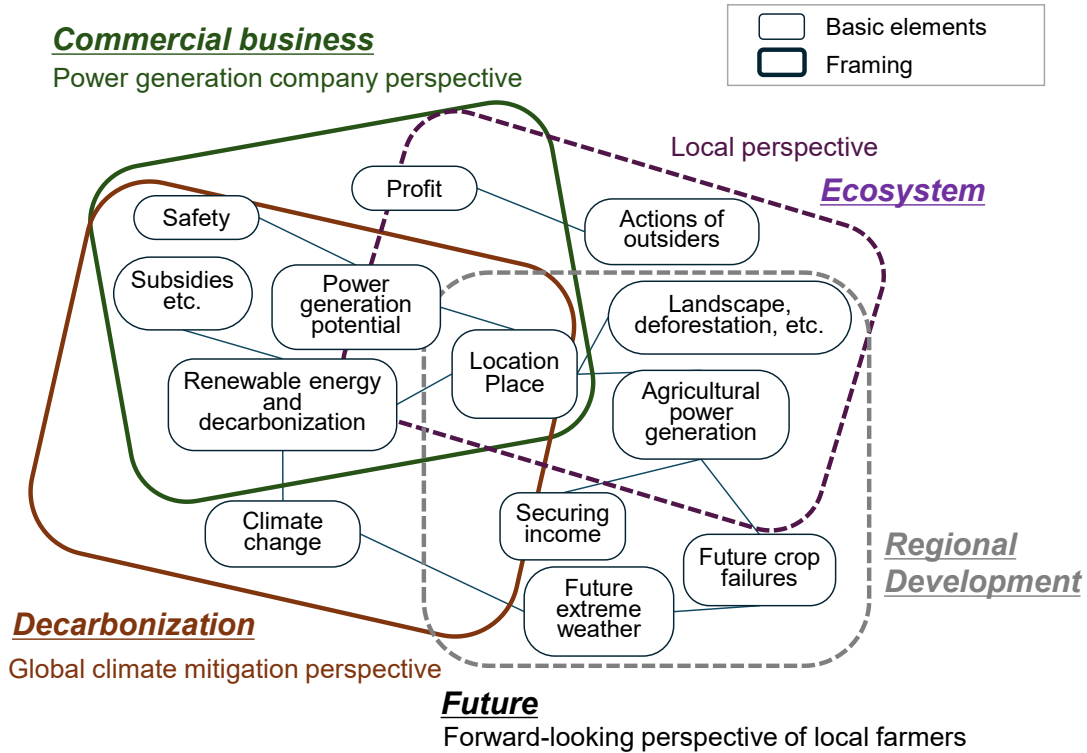 Commercial business
Power generation company perspective
Basic elements
Framing
Local perspective
Ecosystem
Profit
Safety
Actions of
outsiders
Subsidies
etc.
Power
generation
potential
Landscape,
deforestation, etc.
Location
Place
Renewable energy
and
decarbonization
Agricultural
power
generation
Climate
change
Securing
income
Future crop
failures
Regional
Development
Future
extreme
weather
Decarbonization
Global climate mitigation perspective
Future
Forward-looking perspective of local farmers